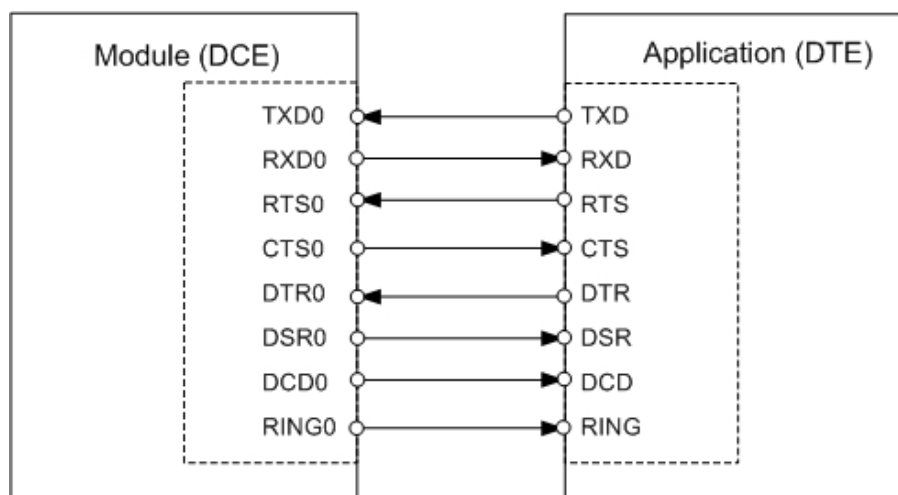 Module (DCE)
Application (DTE)
TXD0
TXD
RXD0
RXD
RTS0
RTS
CTS0
CTS
DTR0
DTR
DSR0
DSR
DCD0
DCD
RING0
RING